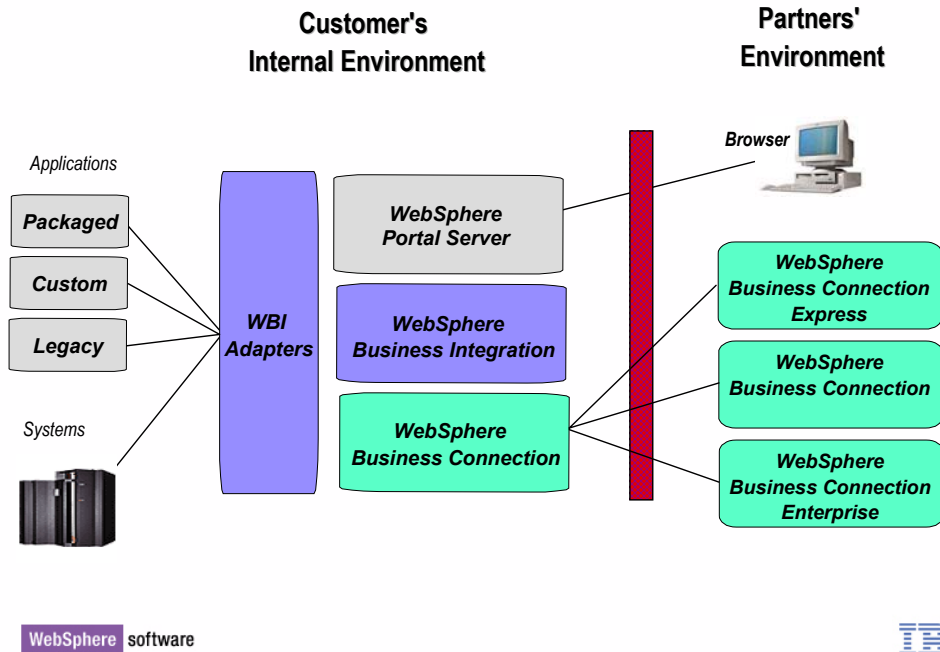 Customer's
Internal Environment
Partners'
Environment
Applications
Packaged
Custom
Legacy
Systems
WBI
Adapters
WebSphere
Portal Server
WebSphere
Business Integration
WebSphere
Business Connection
Browser
WebSphere
Business Connection
Express
WebSphere
Business Connection
WebSphere
Business Connection
Enterprise
WebSphere software